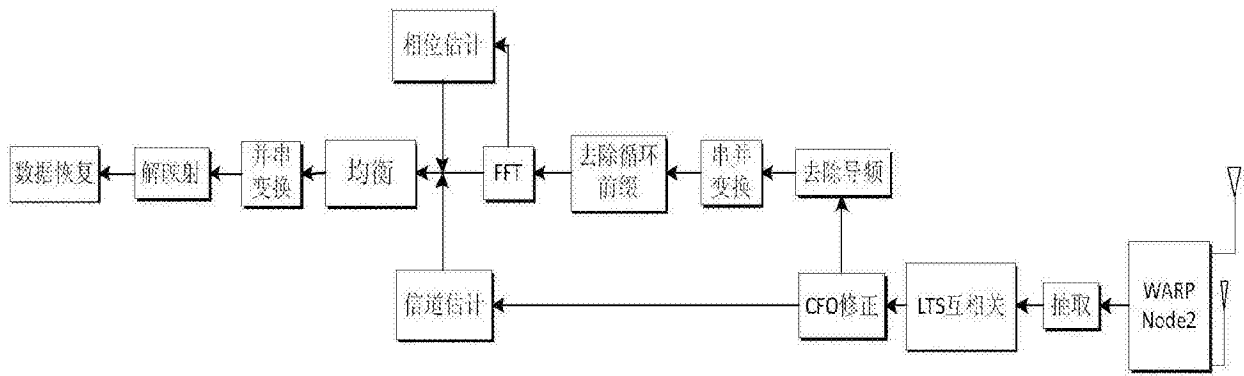 相位估计
数据恢复
解映射
并串
变换
均衡
FFT
去除循环
前缀
串并
变换
去除导频
信道估计
CFO修正
LTS互相关
抽取
WARP
Node2